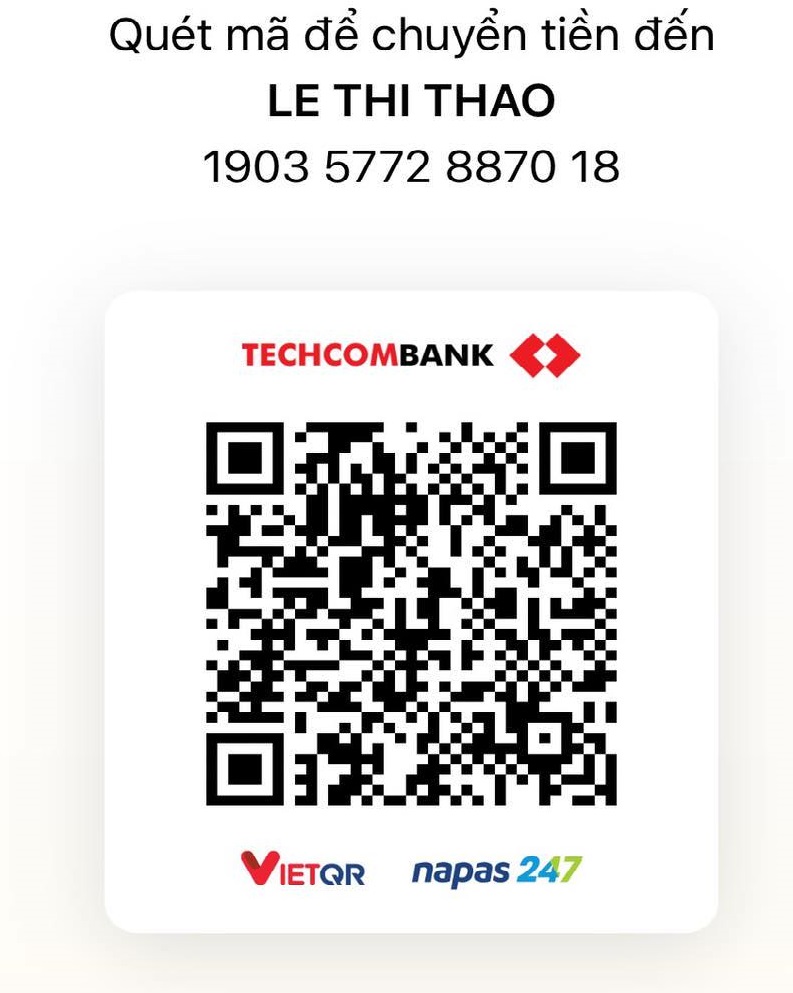 Quét mã để chuyển tiền đến
LE THI THAO
1903 5772 8870 18
TECHCOMBANK
VIETQR
napas 247